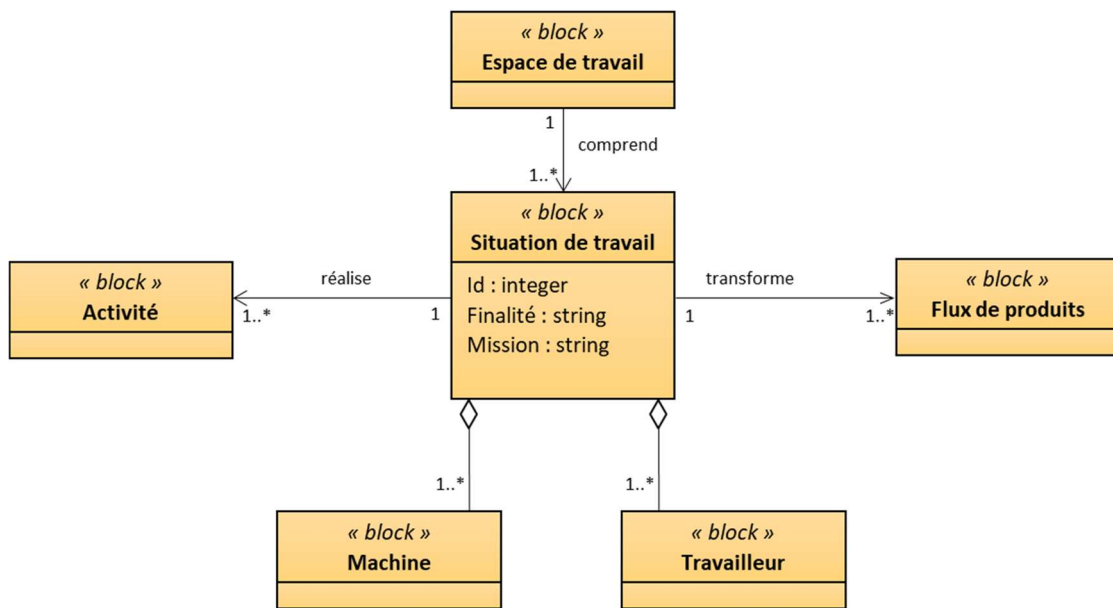 « block »
Espace de travail
1
comprend
1..*
« block »
Situation de travail
Id : integer
Finalité : string
Mission : string
réalise
1..*
1
« block »
Activité
transforme
1
1..*
« block »
Flux de produits
1..*
1..*
« block »
Machine
« block »
Travailleur